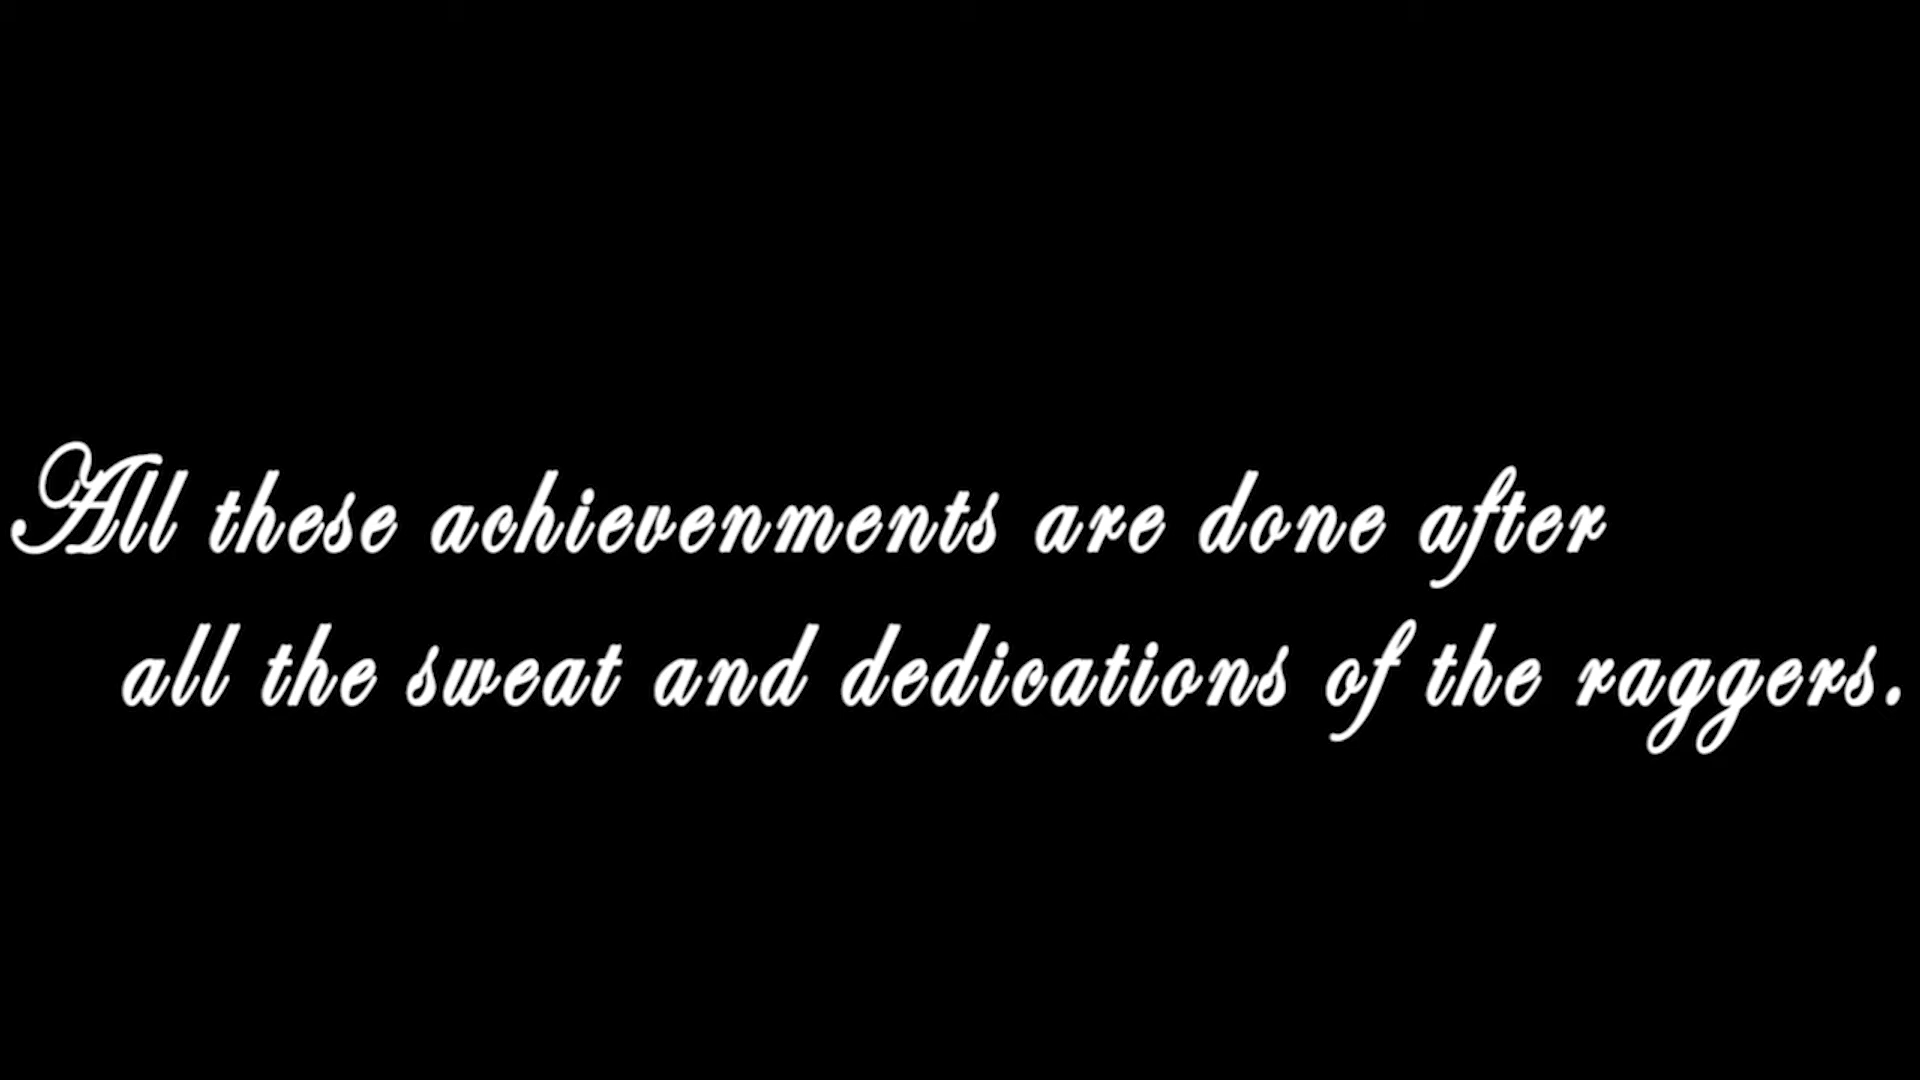 All these achievenments are done after
all the sweat and dedications of the raggers.